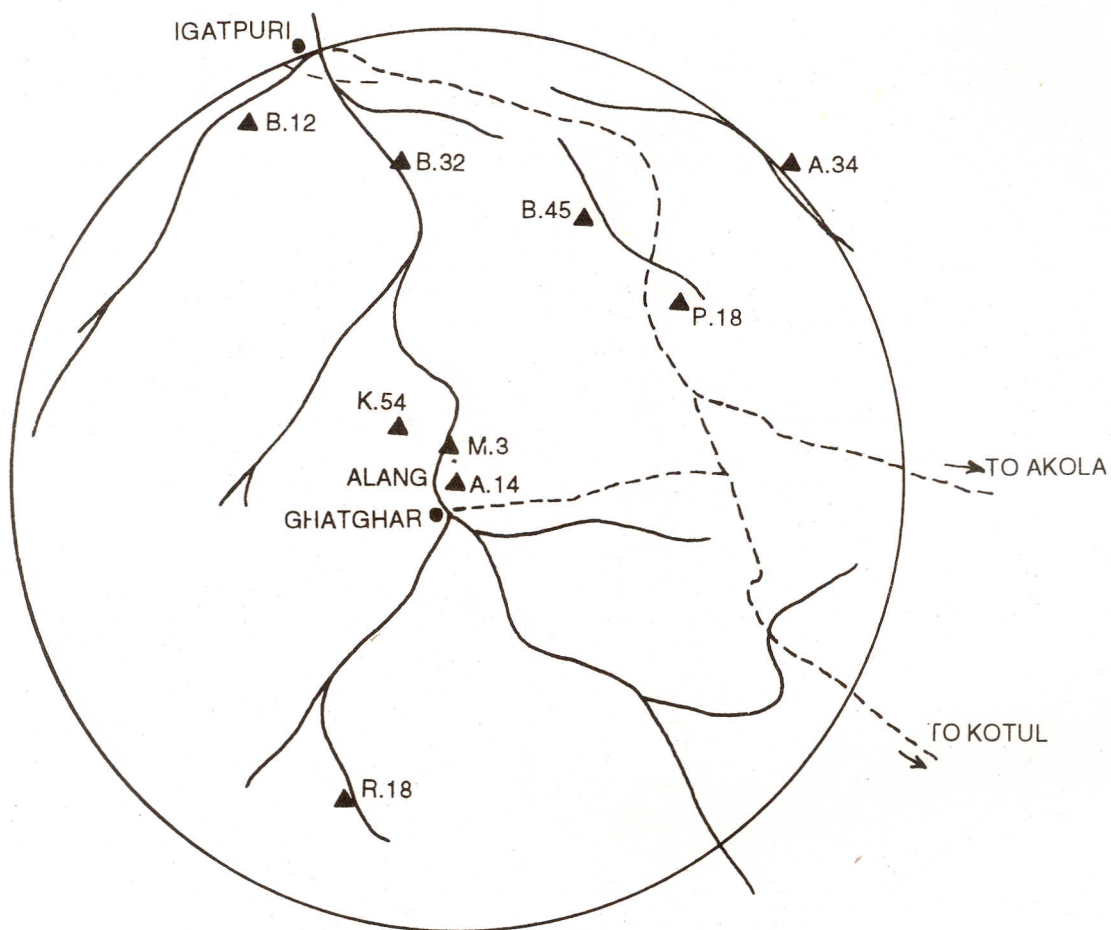 IGATPURI
B.12
B.32
A.34
B.45
P.18
K.54
M.3
TO AKOLA
ALANG
A.14
GHATGHAR
TO KOTUL
R.18